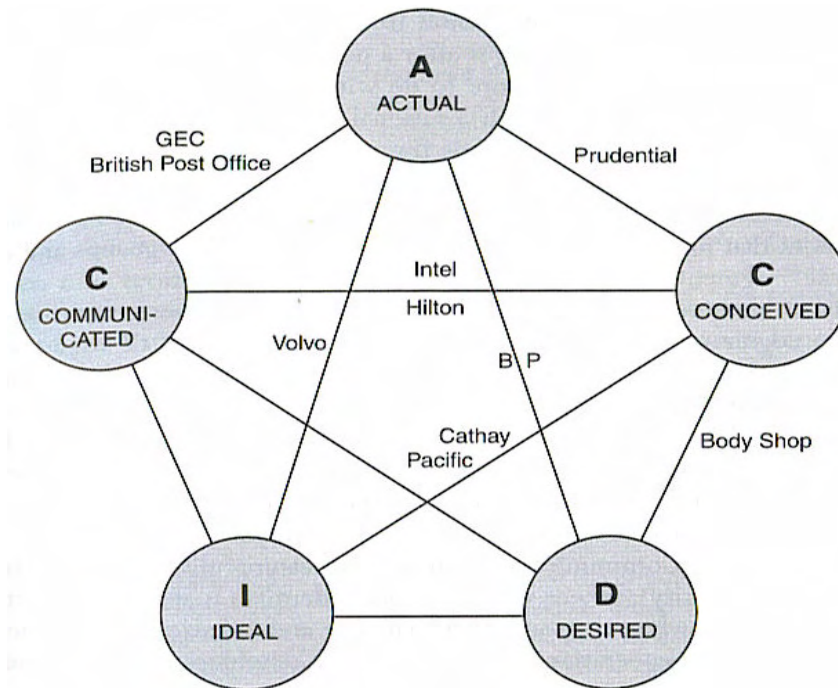 A
ACTUAL
GEC
British Post Office
Prudential
C
COMMUNI-
CATED
Intel
Hilton
C
CONCEIVED
Volvo
B P
Cathay
Pacific
Body Shop
I
IDEAL
D
DESIRED